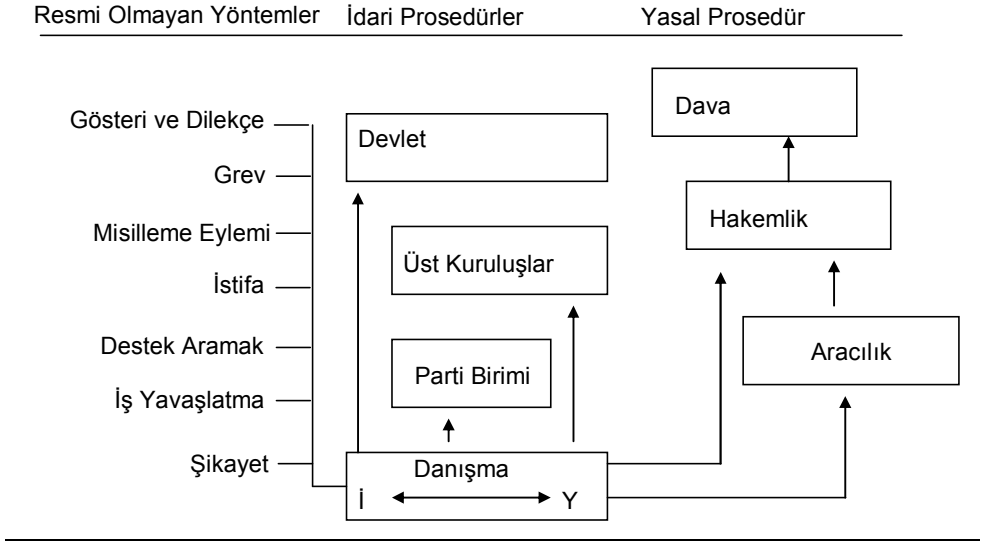 Resmi Olmayan Yöntemler İdari Prosedürler Yasal Prosedür
Gösteri ve Dilekçe
Grev
Misilleme Eylemi
İstifa
Destek Aramak
İş Yavaşlatma
Şikayet
Devlet
Üst Kuruluşlar
Parti Birimi
Danışma
İ Y
Dava
Hakemlik
Aracılık